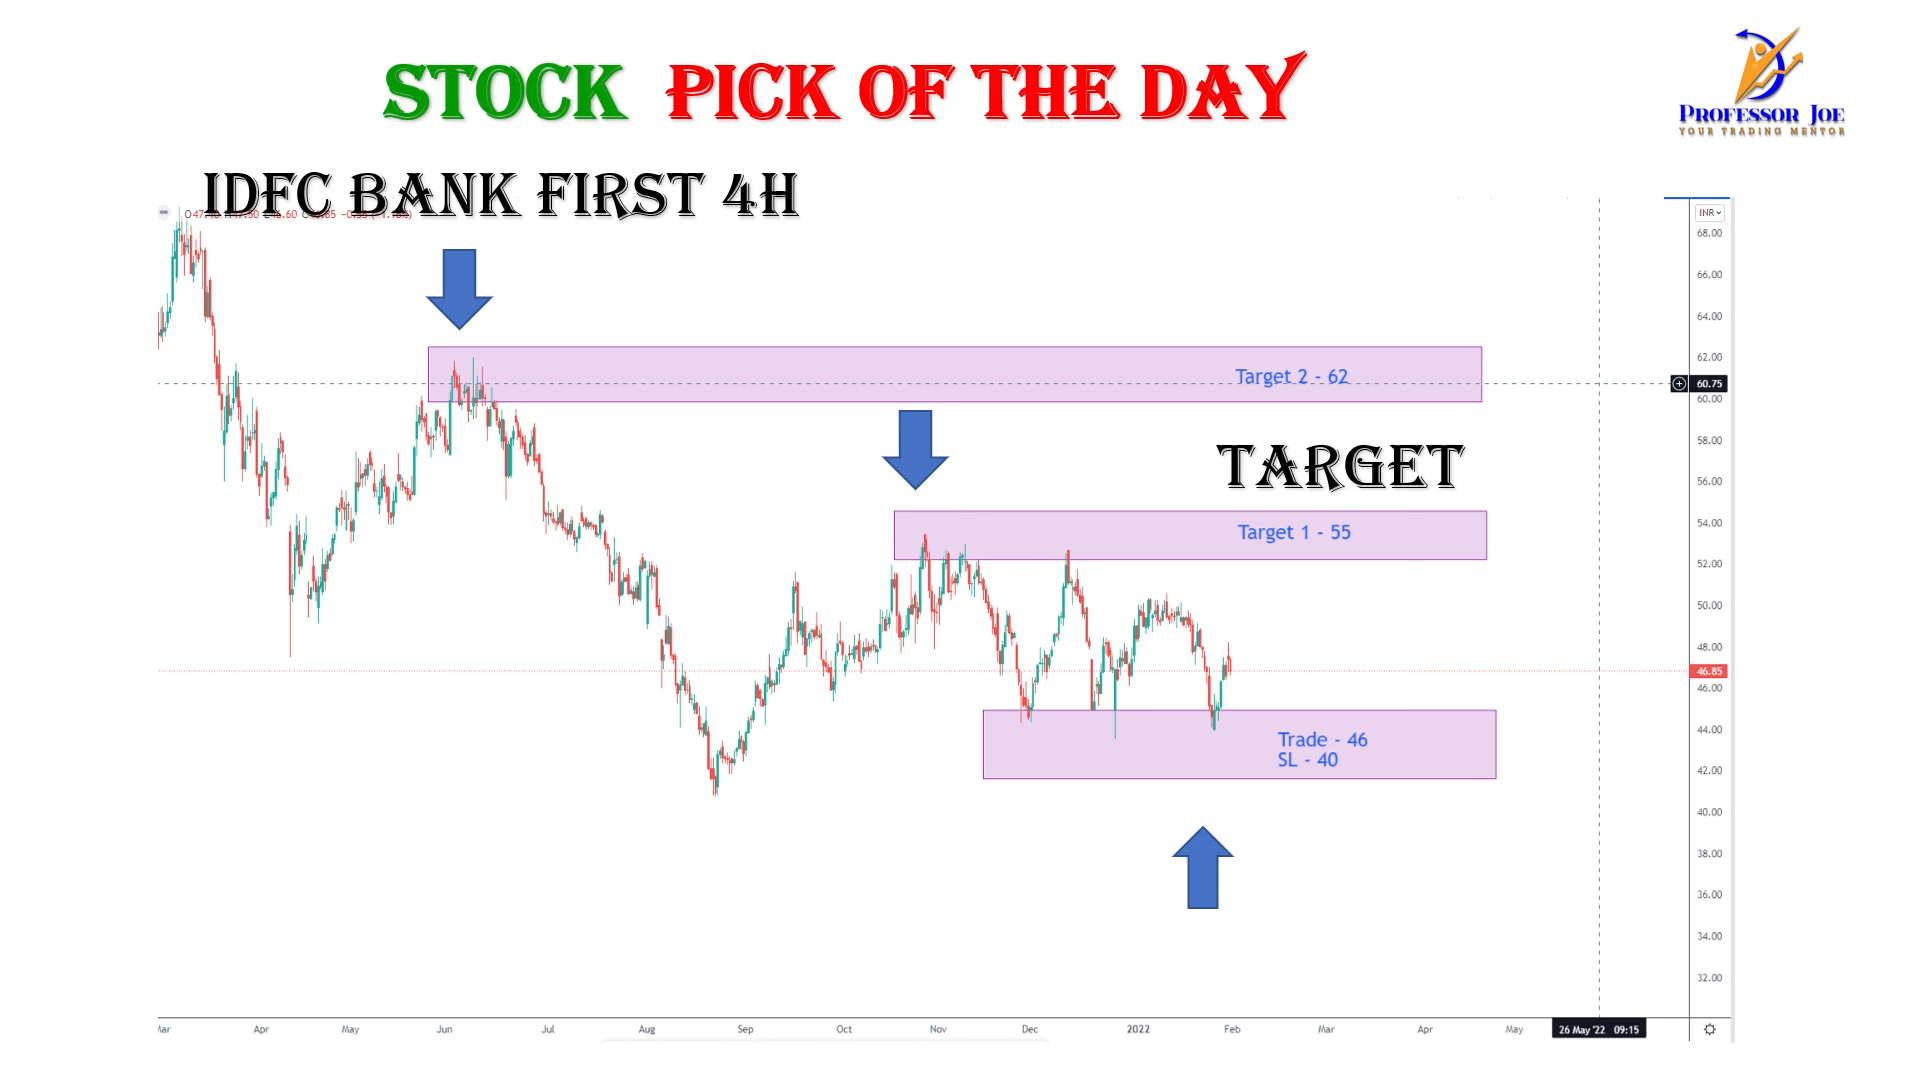 STOCK PICK OF THE DAY
PROFESSOR JOE
YOUR TRADING MENTOR
IDFC BANK FIRST 4H
INR
68.00
66.00
64.00
62.00
Target 2 - 62
60.75
60.00
58.00
TARGET
56.00
54.00
Target 1 - 55
52.00
50.00
48.00
46.85
46.00
44.00
Trade - 46
SL - 40
42.00
40.00
38.00
36.00
34.00
32.00
Apr May Jun Jul Aug Sep Oct Nov Dec 2022 Feb Mar Apr May 26 May '22 09:15